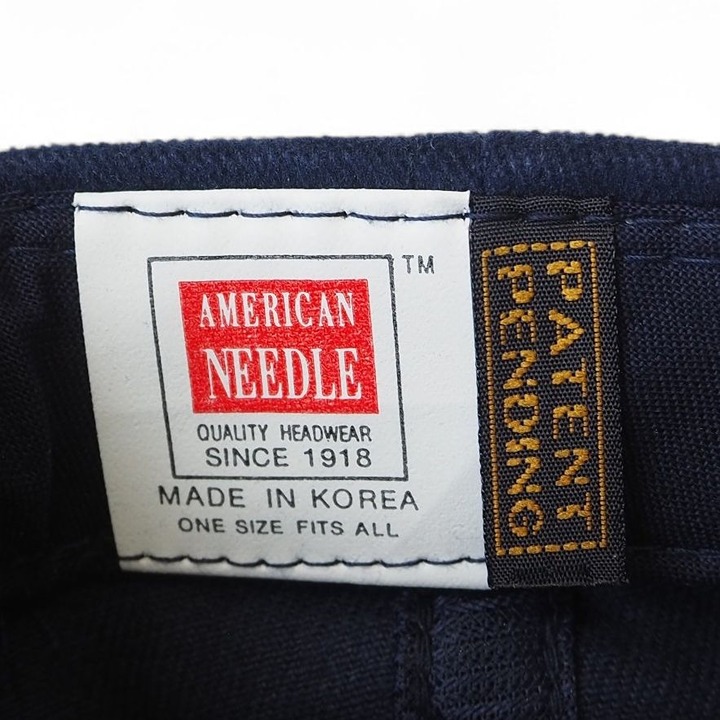 TM
AMERICAN
NEEDLE
QUALITY HEADWEAR
SINCE 1918
MADE IN KOREA
ONE SIZE FITS ALL
PATENT
PENDING